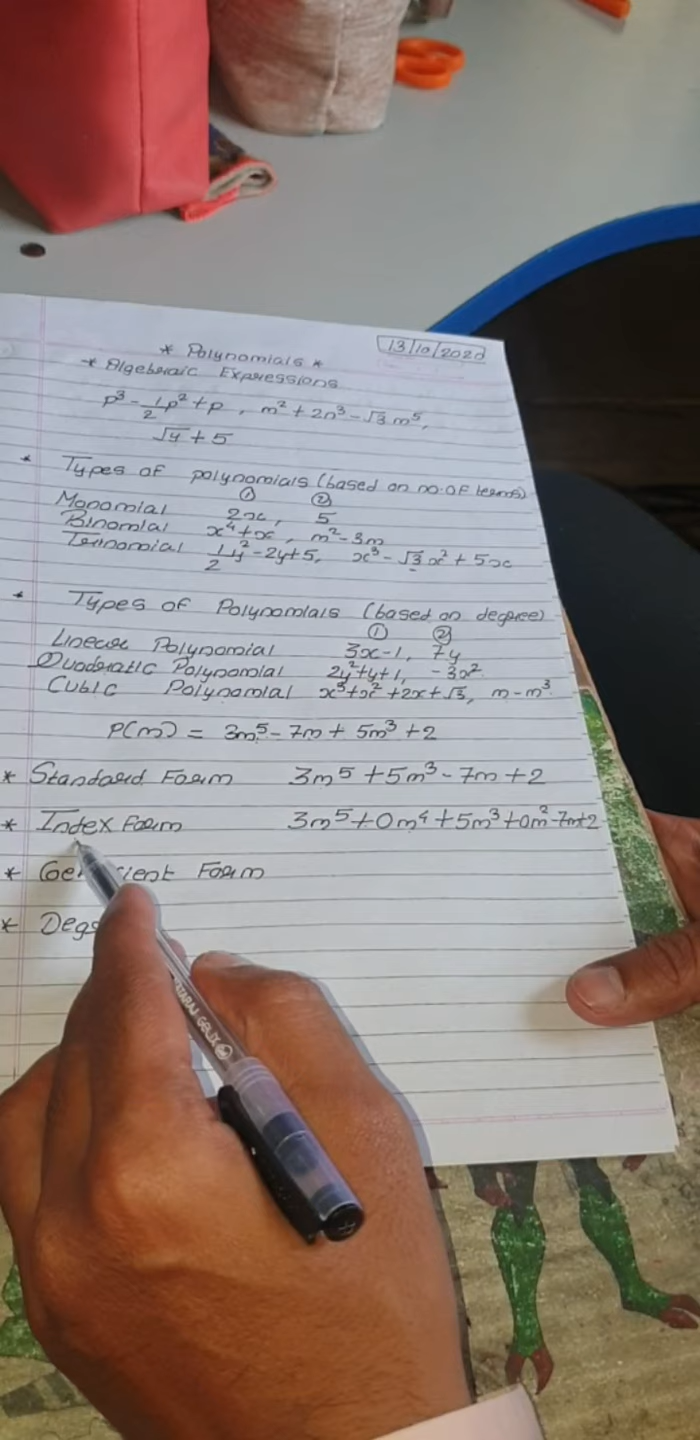 13/10/2020
* Polynomials *
* Algebraic Expressions
p³ - 1/2 p² + p, m² + 2n³ - √3 m⁵,
√y + 5
* Types of polynomials (based on no. of terms)
① ②
Monomial 2x, 5
Binomial x⁴ + x, m² - 3m
Trinomial 1/2 y² - 2y + 5, x³ - √3 x² + 5x
* Types of Polynomials (based on degree)
① ②
Linear Polynomial 3x - 1, 7y
Quadratic Polynomial 2y² + y + 1, - 3x²
Cubic Polynomial x³ + x² + 2x + √3, m - m³
P(m) = 3m⁵ - 7m + 5m³ + 2
* Standard Form 3m⁵ + 5m³ - 7m + 2
* Index Form 3m⁵ + 0m⁴ + 5m³ + 0m² - 7m + 2
* Form
*